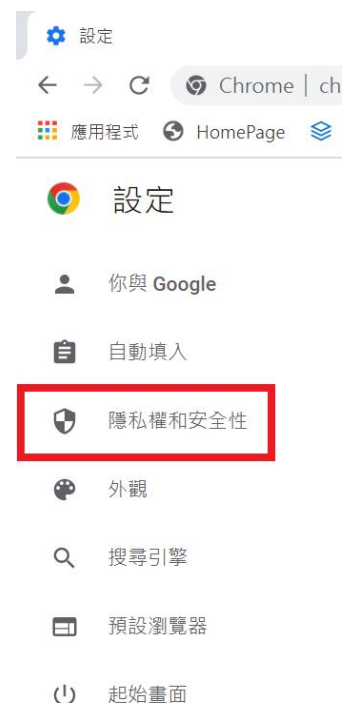 設定
Chrome | ch
應用程式 HomePage
設定
你與 Google
自動填入
隱私權和安全性
外觀
搜尋引擎
預設瀏覽器
起始畫面